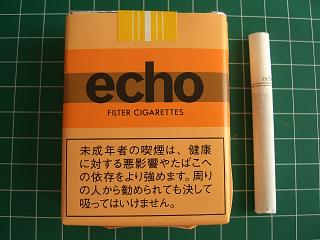 echo
FILTER CIGARETTES
未成年者の喫煙は、健康
に対する悪影響やたばこへ
の依存をより強めます。周り
の人から勧められても決して
吸ってはいけません。